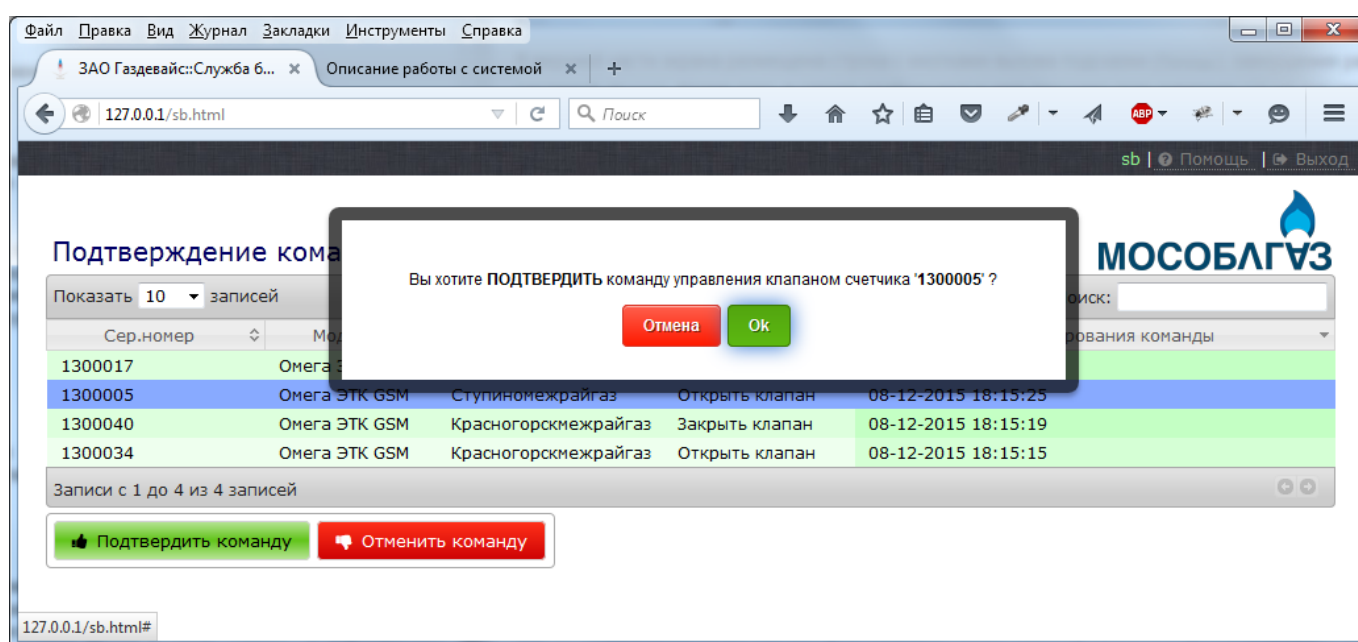 Файл Правка Вид Журнал Закладки Инструменты Справка
ЗАО Газдевайс::Служба б... Описание работы с системой
127.0.0.1/sb.html Поиск ABP
sb | Помощь | Выход
МОСОБЛГАЗ
Подтверждение кома
Вы хотите ПОДТВЕРДИТЬ команду управления клапаном счетчика '1300005' ?
Показать 10 записей оиск:
Отмена Ok
Сер.номер Мод рования команды
1300017 Омега Э
1300005 Омега ЭТК GSM Ступиномежрайгаз Открыть клапан 08-12-2015 18:15:25
1300040 Омега ЭТК GSM Красногорскмежрайгаз Закрыть клапан 08-12-2015 18:15:19
1300034 Омега ЭТК GSM Красногорскмежрайгаз Открыть клапан 08-12-2015 18:15:15
Записи с 1 до 4 из 4 записей
Подтвердить команду Отменить команду
127.0.0.1/sb.html#